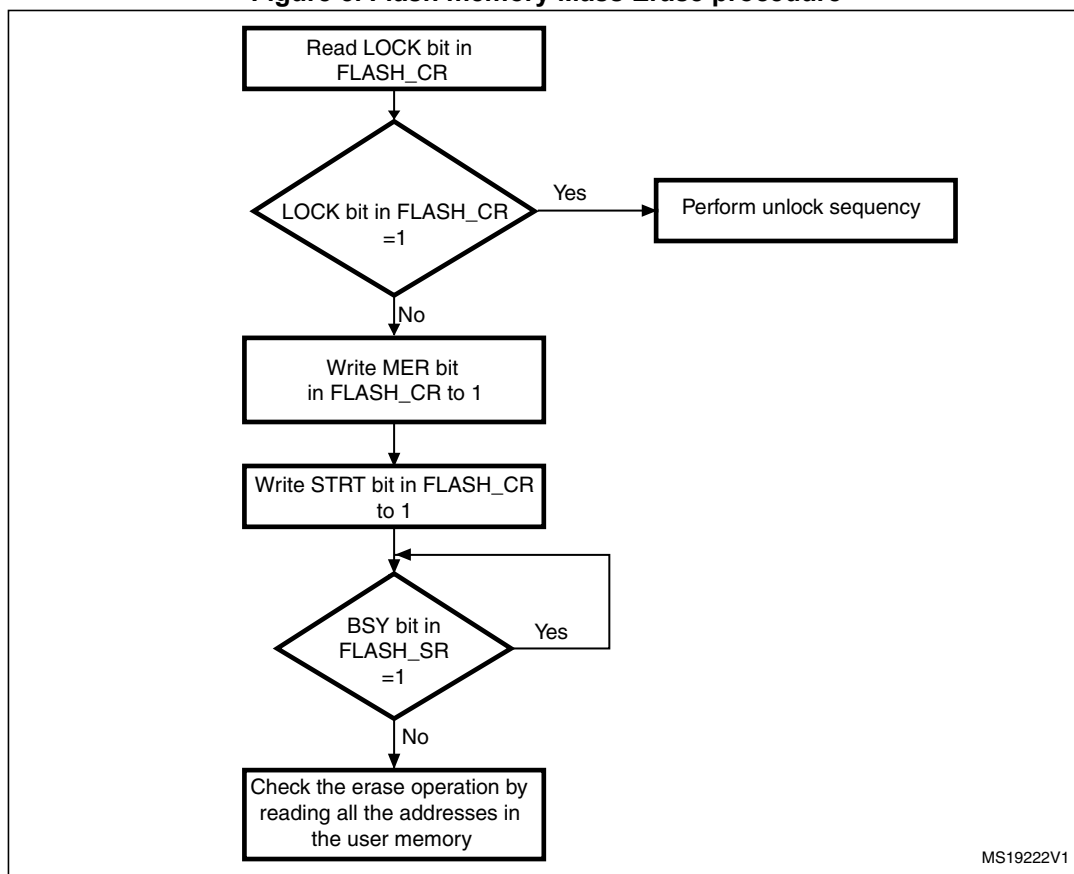 Read LOCK bit in
FLASH_CR
LOCK bit in FLASH_CR
=1
Yes
Perform unlock sequency
No
Write MER bit
in FLASH_CR to 1
Write STRT bit in FLASH_CR
to 1
BSY bit in
FLASH_SR
=1
Yes
No
Check the erase operation by
reading all the addresses in
the user memory
MS19222V1